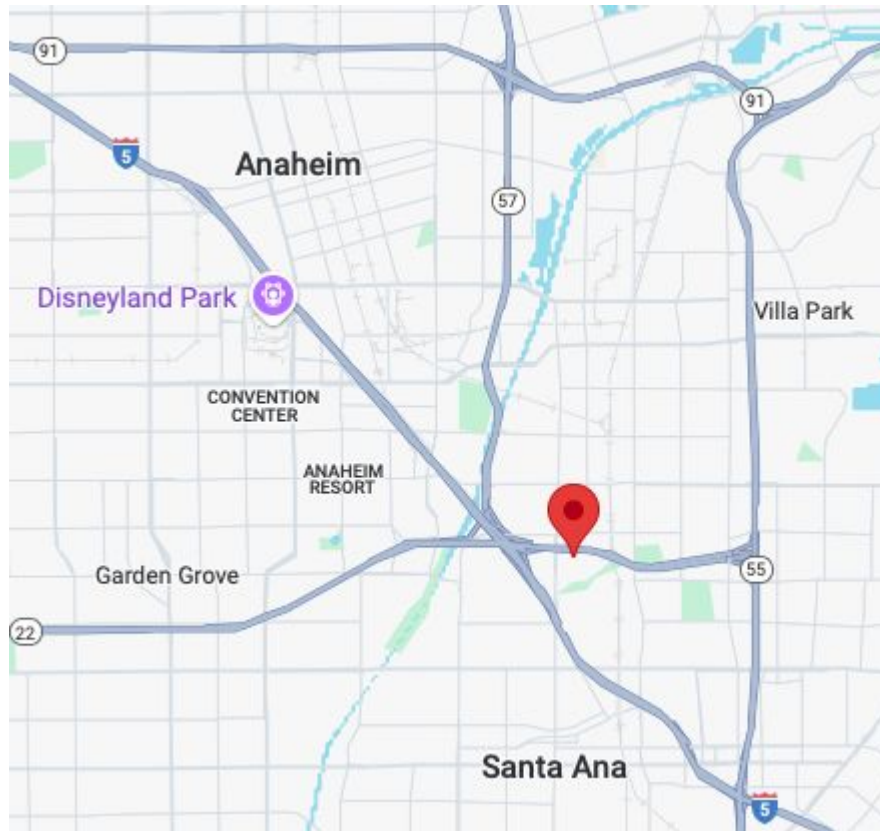 91
91
5
Anaheim
57
Disneyland Park
Villa Park
CONVENTION
CENTER
ANAHEIM
RESORT
Garden Grove
55
22
Santa Ana
5